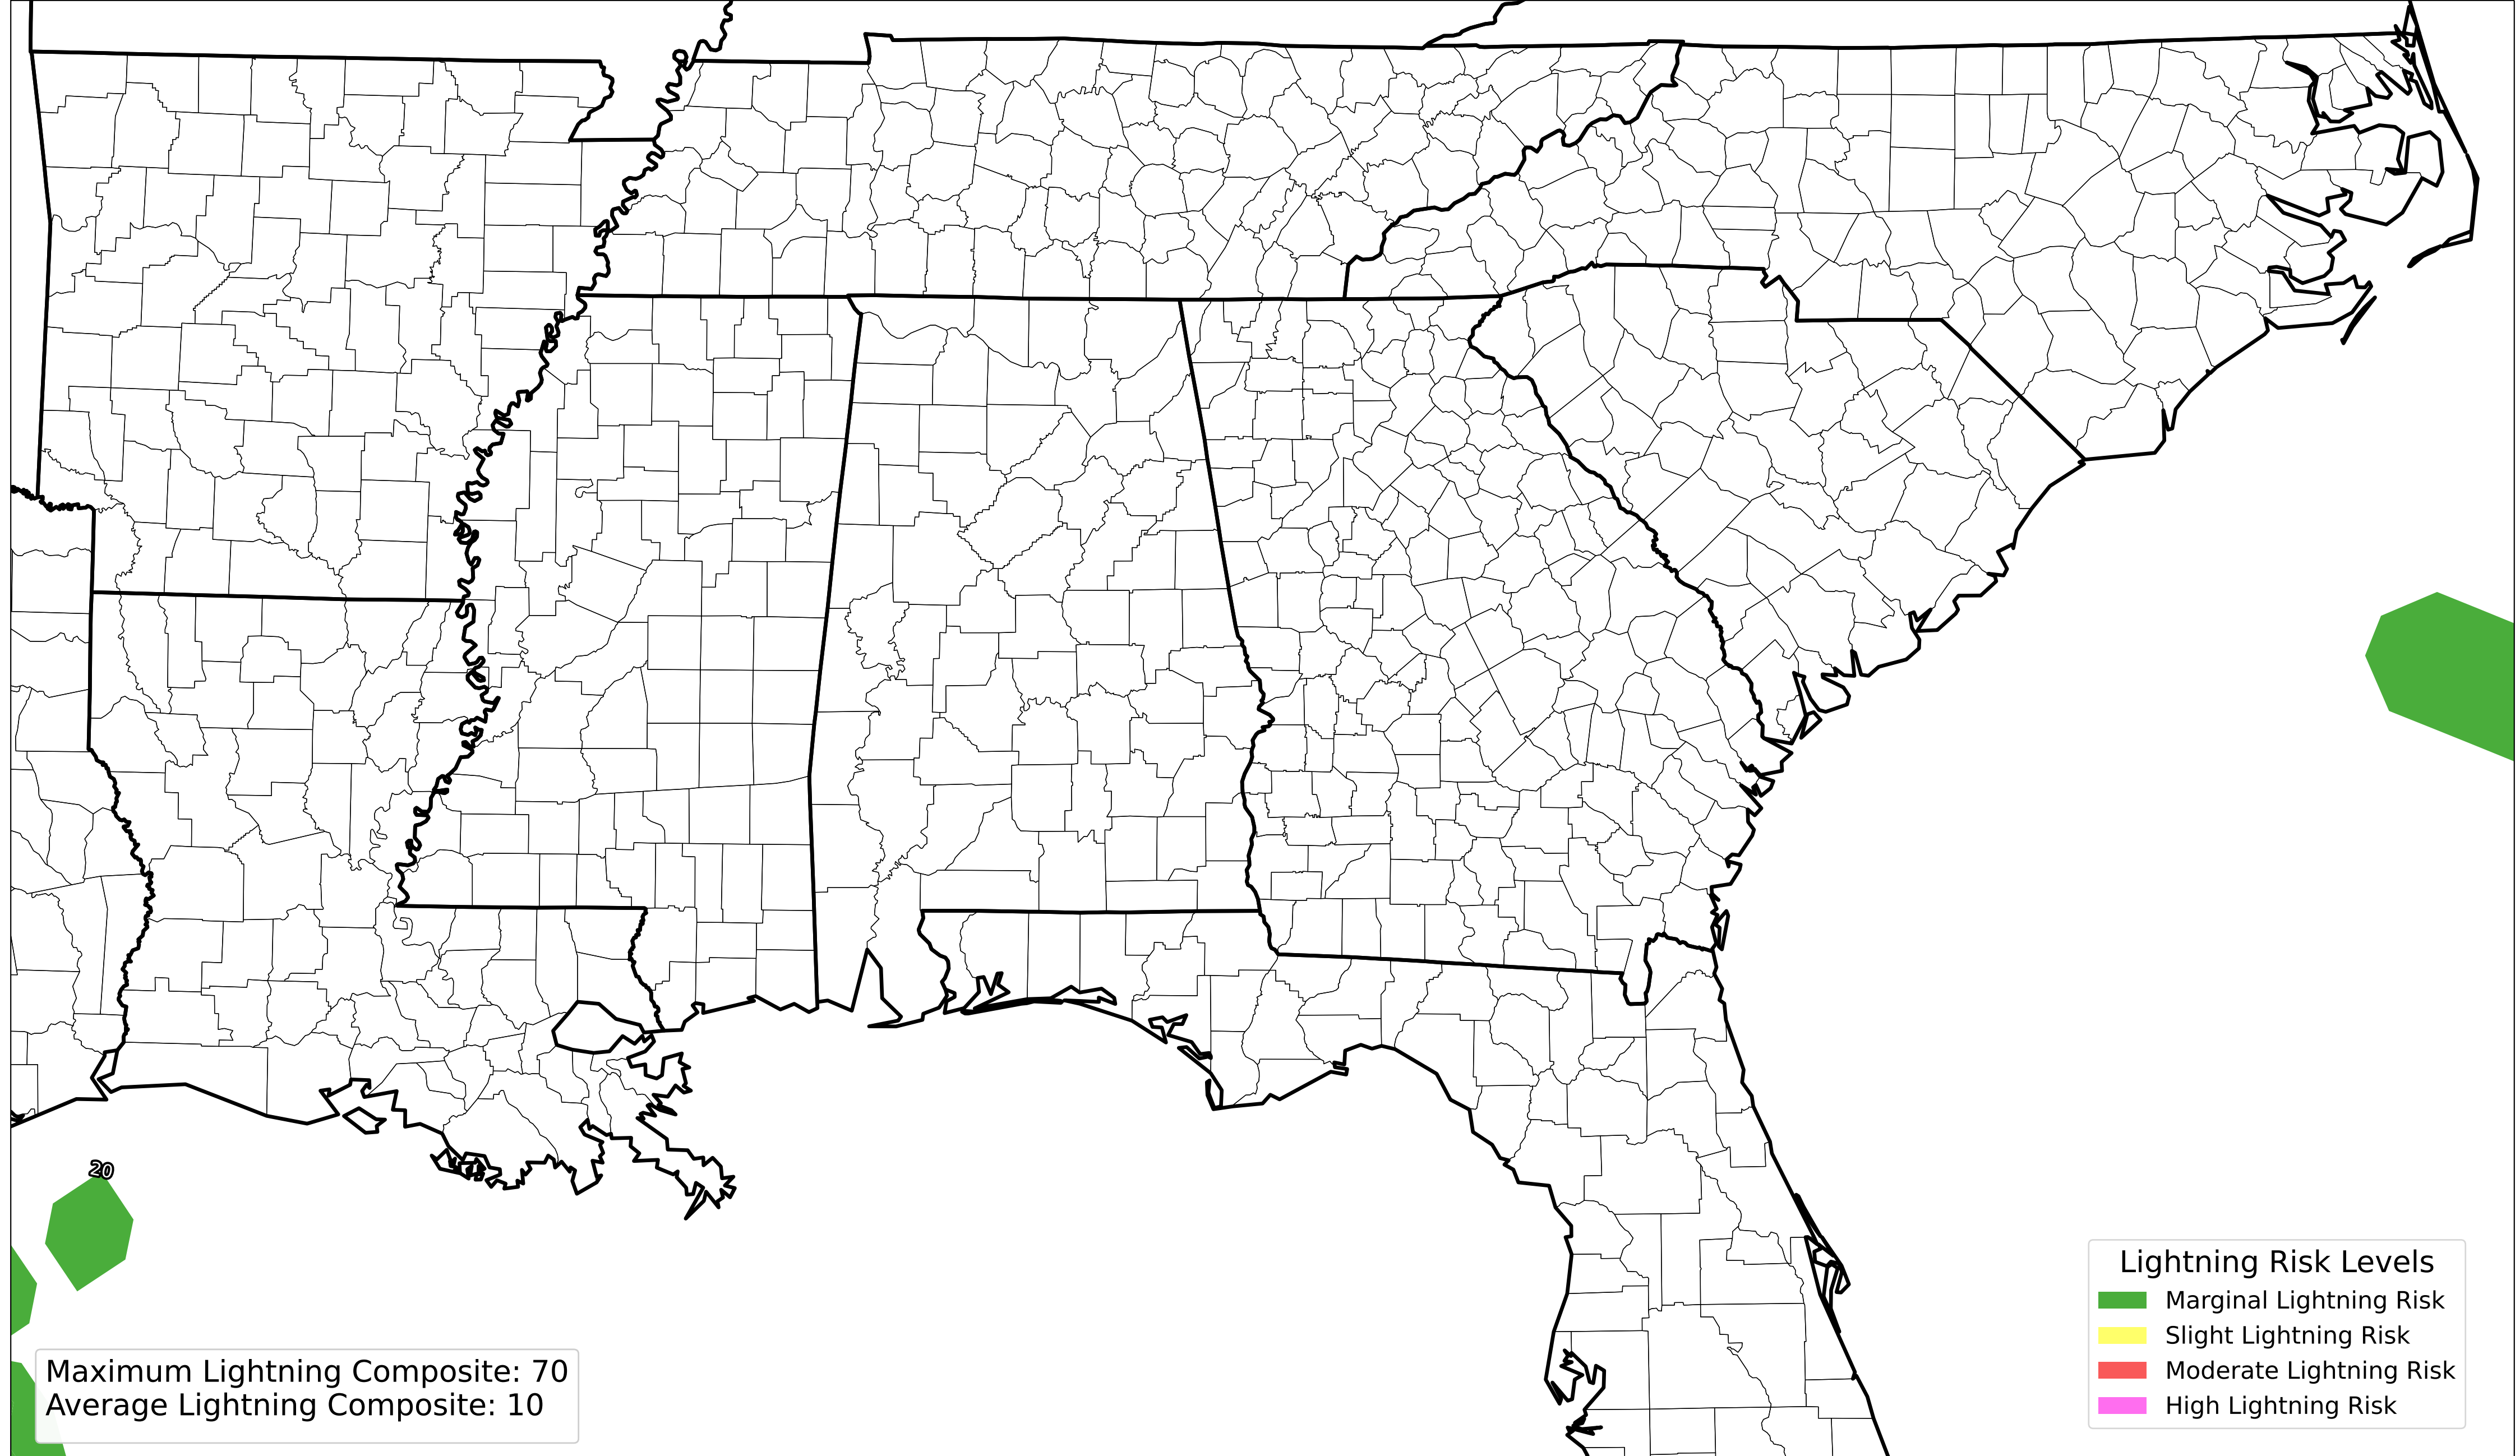 20
Maximum Lightning Composite: 70
Average Lightning Composite: 10
Lightning Risk Levels
Marginal Lightning Risk
Slight Lightning Risk
Moderate Lightning Risk
High Lightning Risk